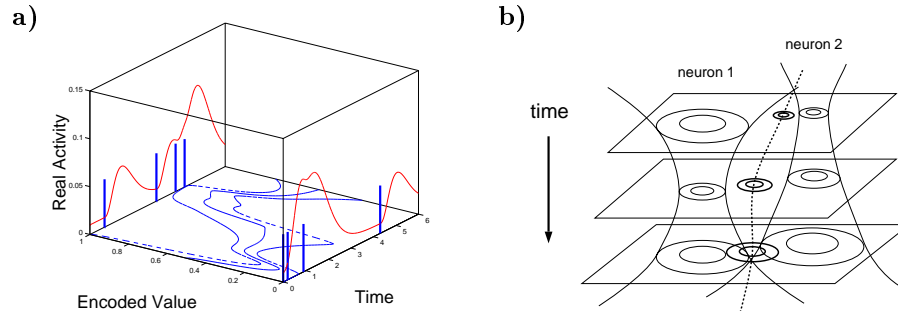 a)
Real Activity
0.15
0.1
0.05
0
1
0.8
0.6
0.4
0.2
0
Encoded Value
0
1
2
3
4
5
6
Time
b)
neuron 1
neuron 2
time